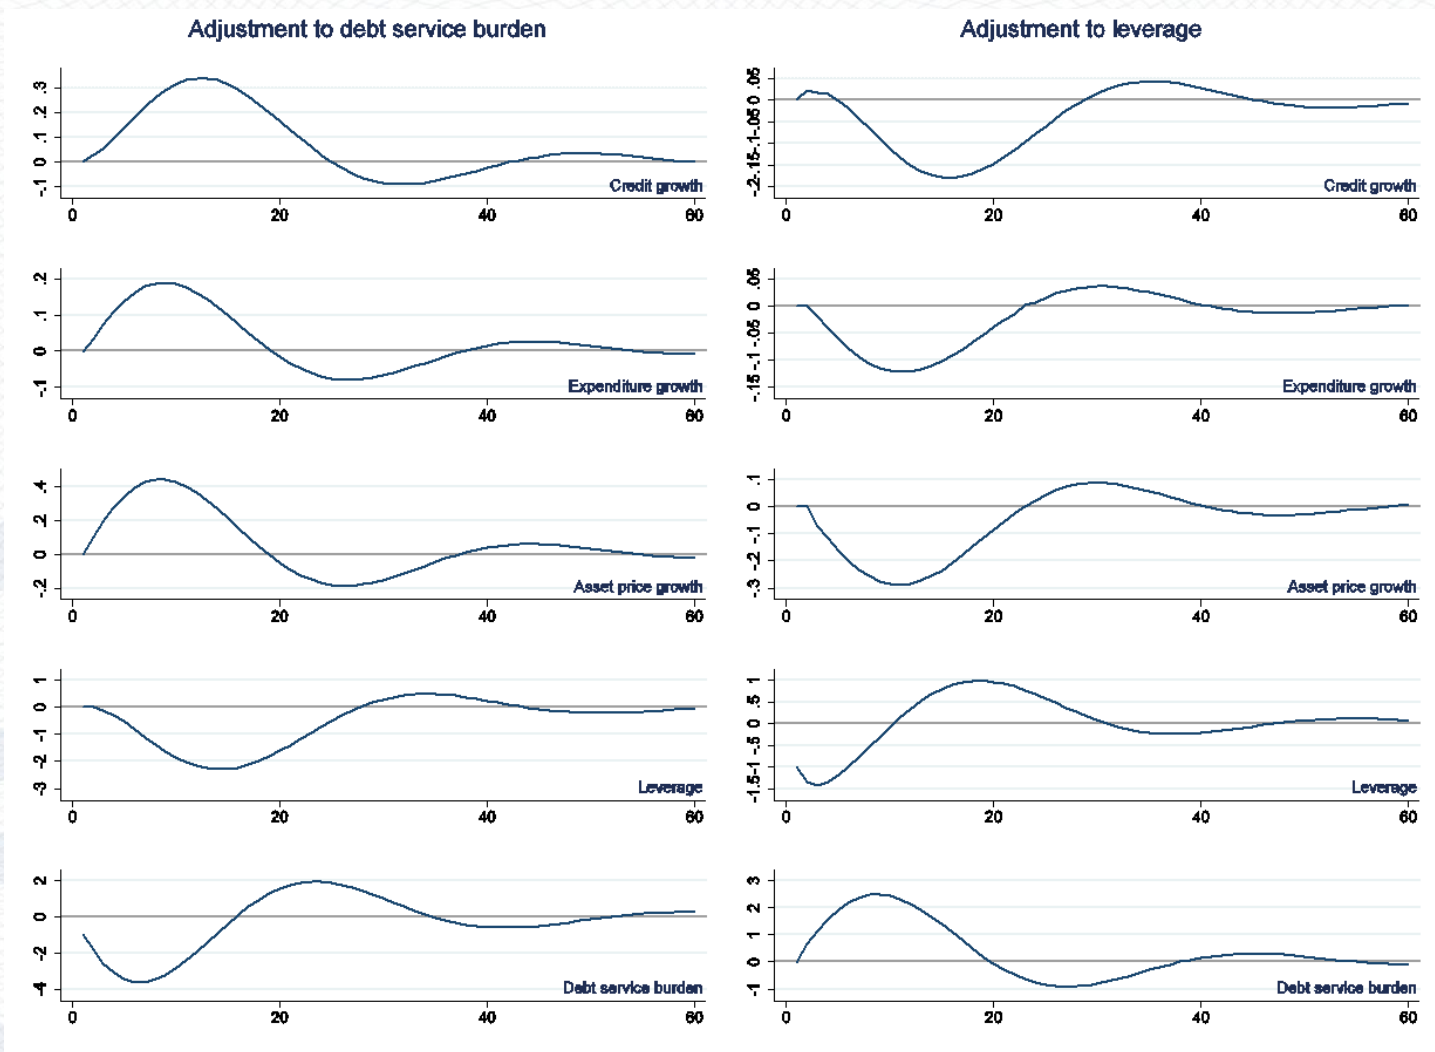 Adjustment to debt service burden
.3
.2
.1
0
-.1
Credit growth
0 20 40 60
.2
.1
0
-.1
Expenditure growth
0 20 40 60
.4
.2
0
-.2
Asset price growth
0 20 40 60
1
0
-1
-2
-3
Leverage
0 20 40 60
2
0
-2
-4
Debt service burden
0 20 40 60
Adjustment to leverage
.05
0
-.05
-.1
-.15
-.2
Credit growth
0 20 40 60
.05
0
-.05
-.1
-.15
Expenditure growth
0 20 40 60
.1
0
-.1
-.2
-.3
Asset price growth
0 20 40 60
1
.5
0
-.5
-1
-1.5
Leverage
0 20 40 60
3
2
1
0
-1
Debt service burden
0 20 40 60